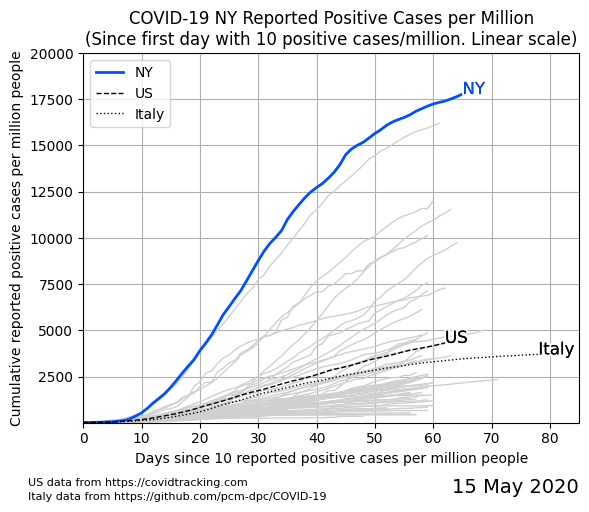 COVID-19 NY Reported Positive Cases per Million
(Since first day with 10 positive cases/million. Linear scale)
Cumulative reported positive cases per million people
20000
17500
15000
12500
10000
7500
5000
2500
NY
US
Italy
NY
US
Italy
0 10 20 30 40 50 60 70 80
Days since 10 reported positive cases per million people
US data from https://covidtracking.com
Italy data from https://github.com/pcm-dpc/COVID-19
15 May 2020